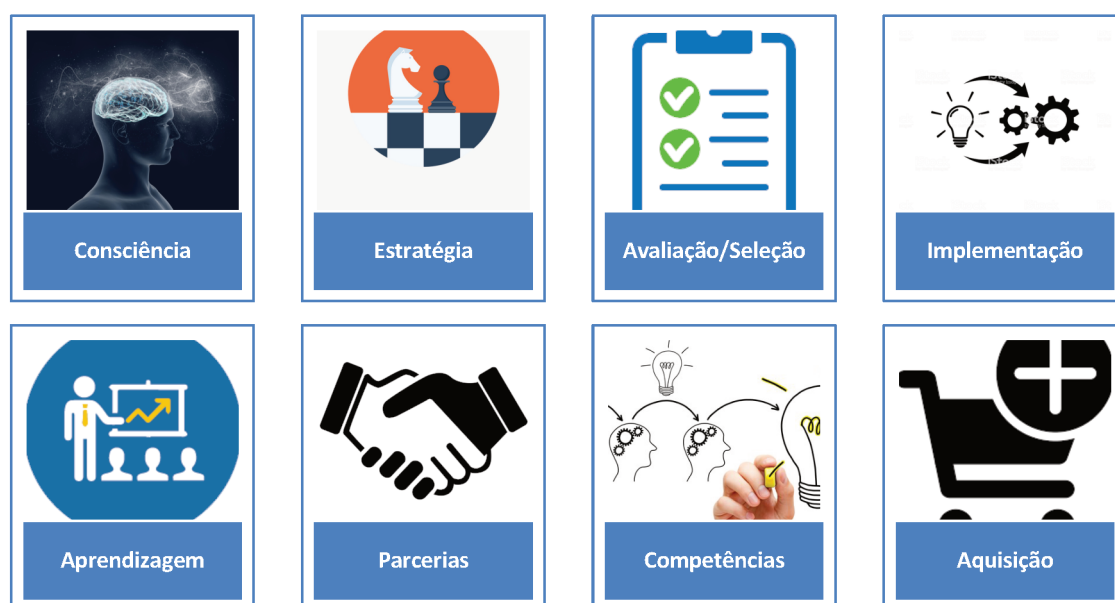 Consciência
Estratégia
Avaliação/Seleção
Implementação
Aprendizagem
Parcerias
Competências
Aquisição